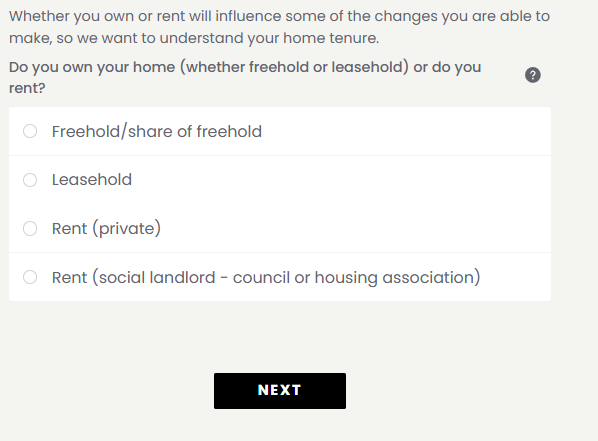 Whether you own or rent will influence some of the changes you are able to
make, so we want to understand your home tenure.
Do you own your home (whether freehold or leasehold) or do you
rent?
?
Freehold/share of freehold
Leasehold
Rent (private)
Rent (social landlord - council or housing association)
NEXT